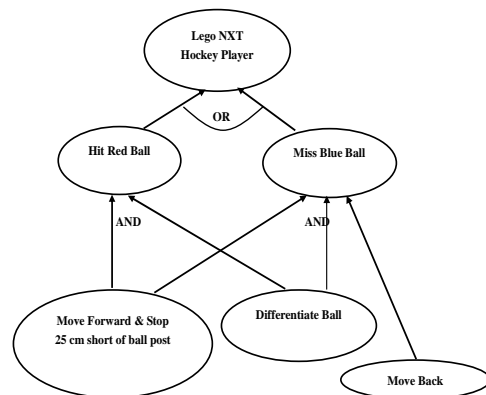 Lego NXT
Hockey Player
OR
Hit Red Ball
Miss Blue Ball
AND
AND
Move Forward & Stop
25 cm short of ball post
Differentiate Ball
Move Back